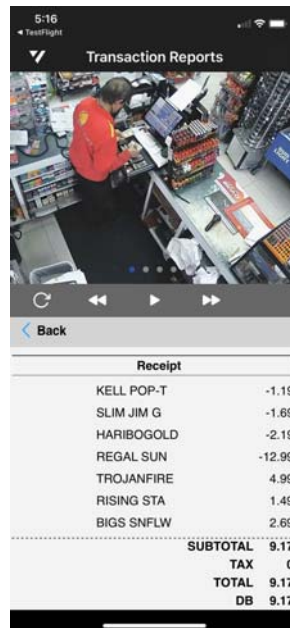 5:16
◀ TestFlight
Transaction Reports
Back
Receipt
KELL POP-T -1.19
SLIM JIM G -1.69
HARIBOGOLD -2.19
REGAL SUN -12.99
TROJANFIRE 4.99
RISING STA 1.49
BIGS SNFLW 2.69
SUBTOTAL 9.17
TAX 0
TOTAL 9.17
DB 9.17